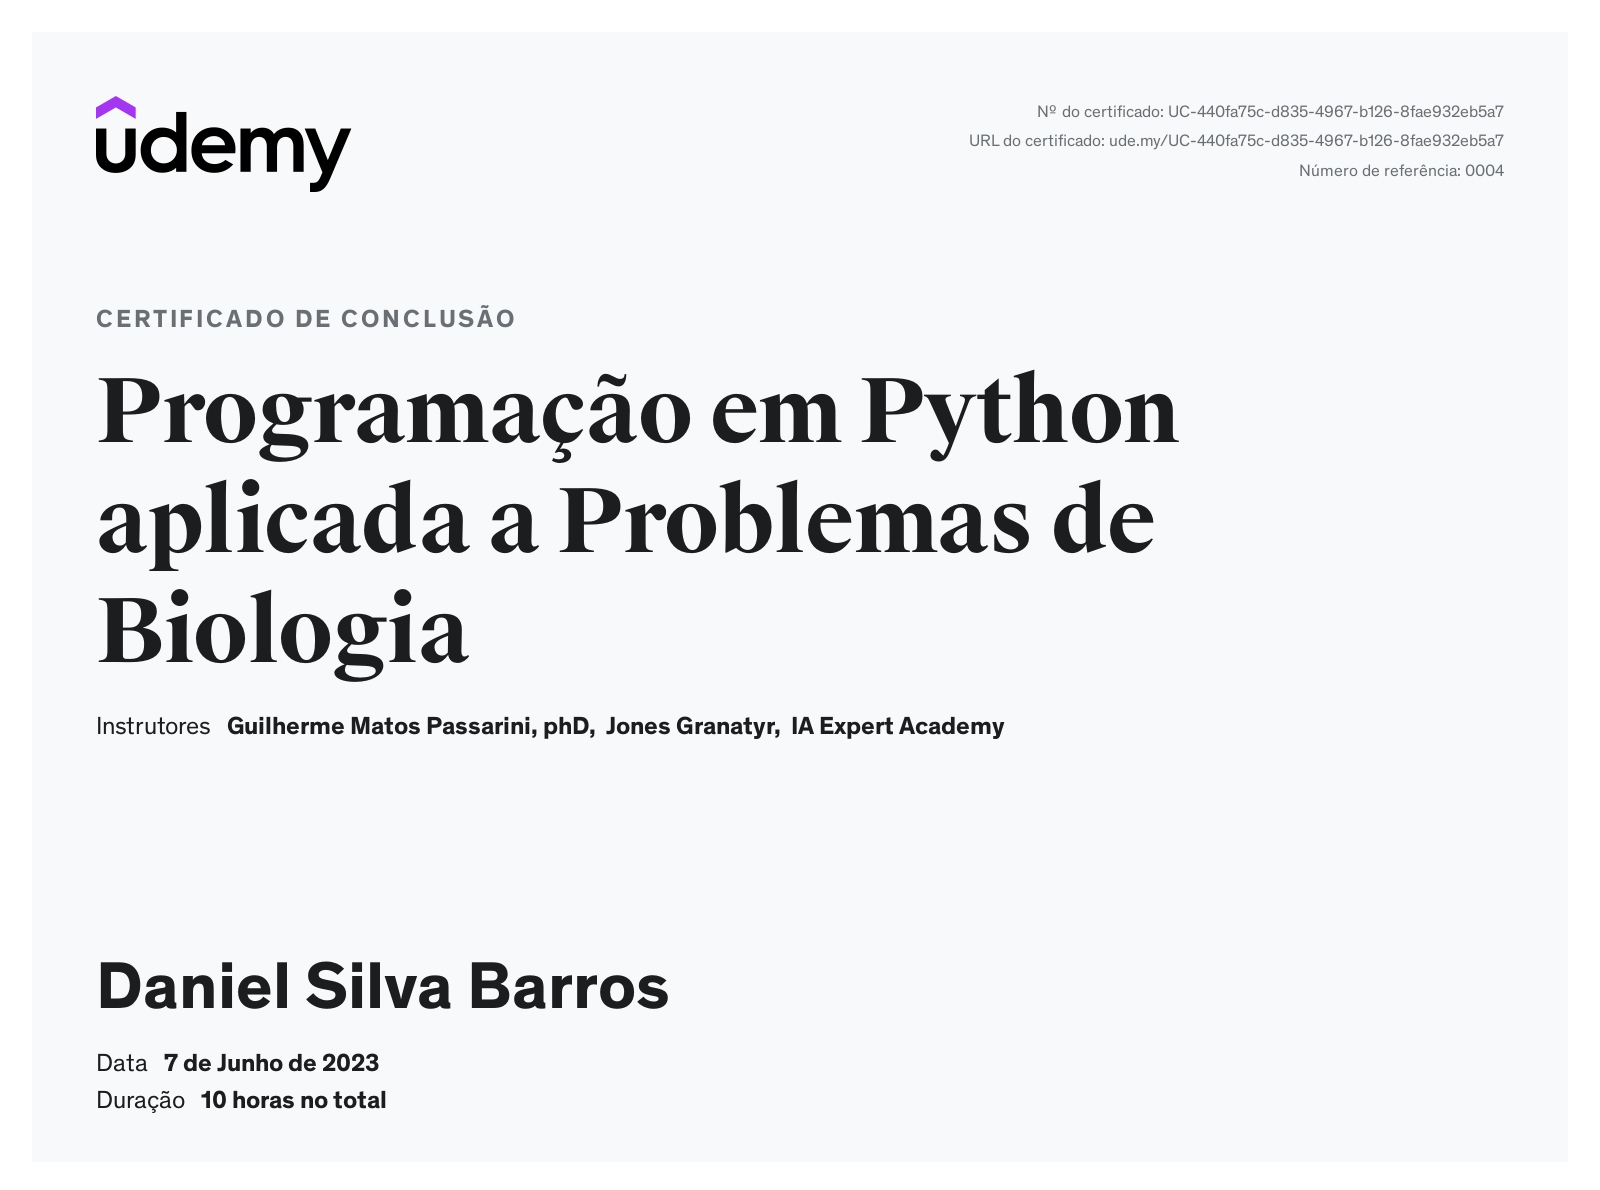 udemy
Nº do certificado: UC-440fa75c-d835-4967-b126-8fae932eb5a7
URL do certificado: ude.my/UC-440fa75c-d835-4967-b126-8fae932eb5a7
Número de referência: 0004
CERTIFICADO DE CONCLUSÃO
Programação em Python
aplicada a Problemas de
Biologia
Instrutores Guilherme Matos Passarini, phD, Jones Granatyr, IA Expert Academy
Daniel Silva Barros
Data 7 de Junho de 2023
Duração 10 horas no total